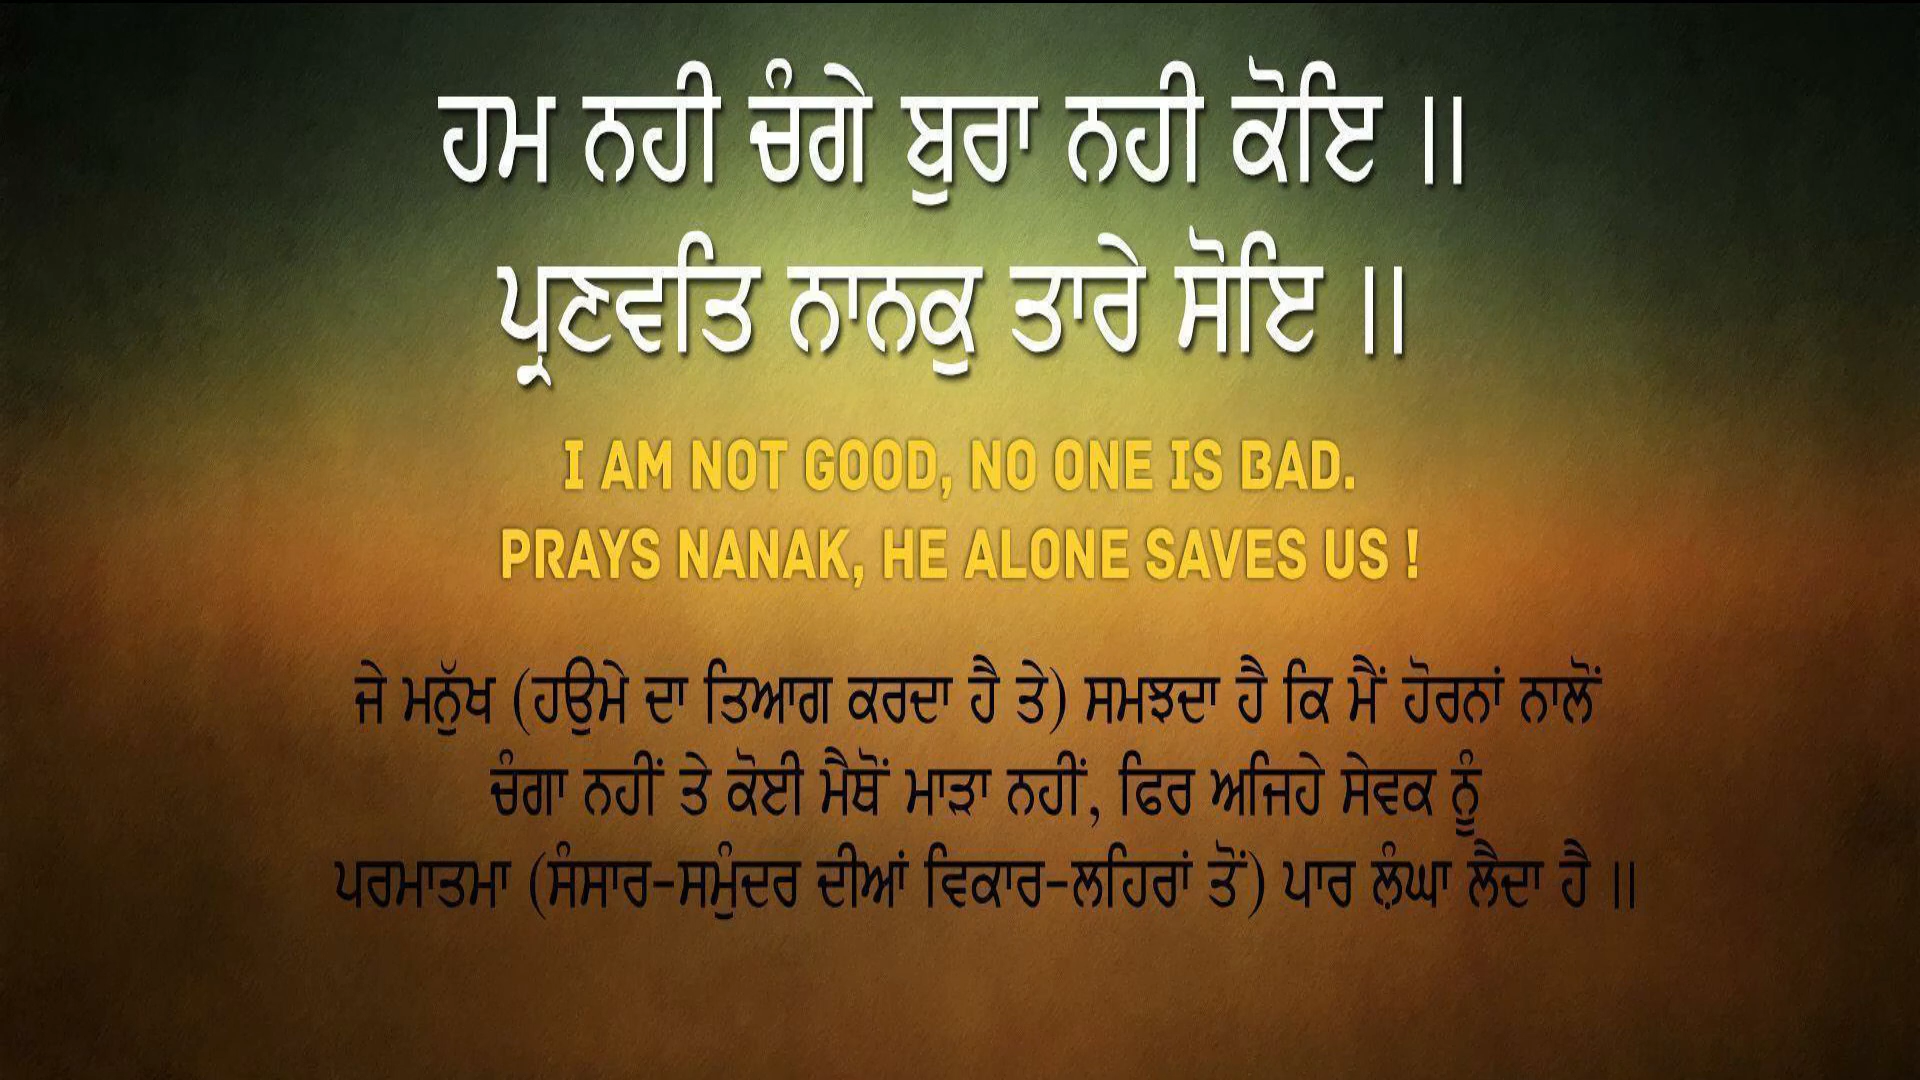 ਹਮ ਨਹੀ ਚੰਗੇ ਬੁਰਾ ਨਹੀ ਕੋਇ ॥
ਪ੍ਰਣਵਤਿ ਨਾਨਕੁ ਤਾਰੇ ਸੋਇ ॥
I AM NOT GOOD, NO ONE IS BAD.
PRAYS NANAK, HE ALONE SAVES US !
ਜੇ ਮਨੁੱਖ (ਹਉਮੇ ਦਾ ਤਿਆਗ ਕਰਦਾ ਹੈ ਤੇ) ਸਮਝਦਾ ਹੈ ਕਿ ਮੈਂ ਹੋਰਨਾਂ ਨਾਲੋਂ
ਚੰਗਾ ਨਹੀਂ ਤੇ ਕੋਈ ਮੈਥੋਂ ਮਾੜਾ ਨਹੀਂ, ਫਿਰ ਅਜਿਹੇ ਸੇਵਕ ਨੂੰ
ਪਰਮਾਤਮਾ (ਸੰਸਾਰ-ਸਮੁੰਦਰ ਦੀਆਂ ਵਿਕਾਰ-ਲਹਿਰਾਂ ਤੋਂ) ਪਾਰ ਲੰਘਾ ਲੈਦਾ ਹੈ ॥